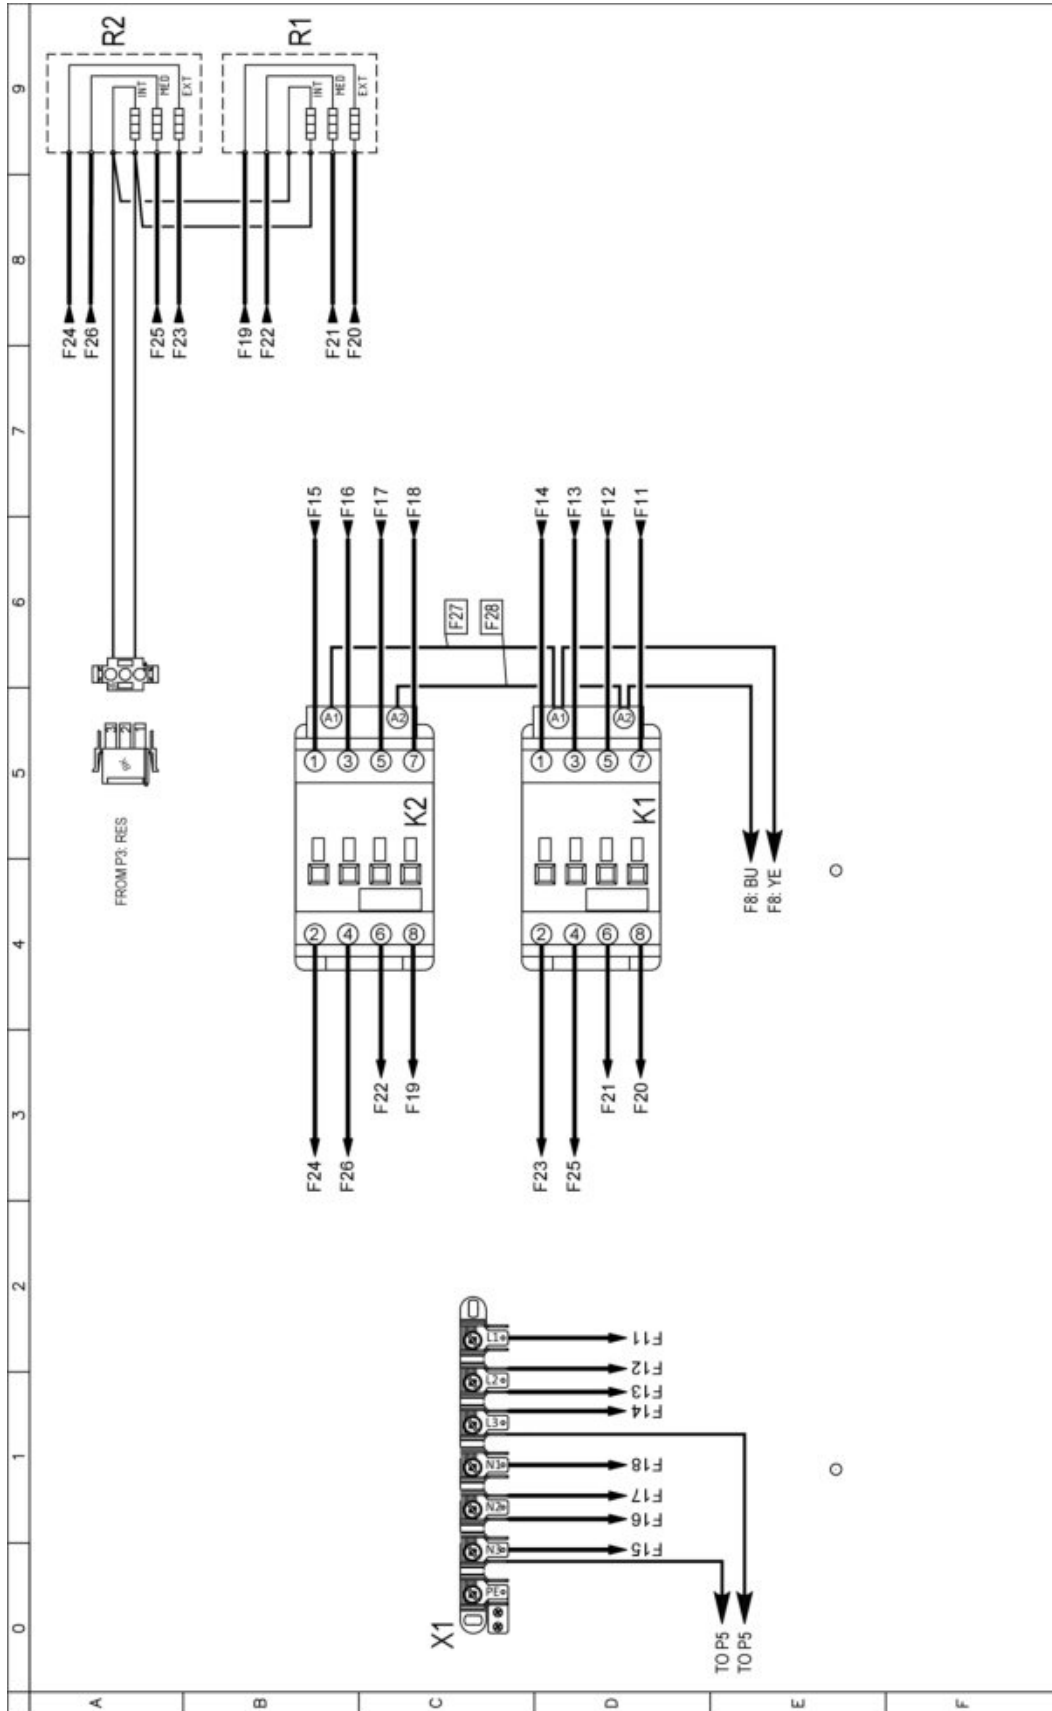 R2
R1
9
INT
MED
EXT
INT
MED
EXT
8
F24
F26
F25
F23
F19
F22
F21
F20
7
F15
F16
F17
F18
F14
F13
F12
F11
6
F27
F28
A1
A2
A1
A2
5
1
3
5
7
1
3
5
7
3
2
1
K2
K1
FROM P3: RES
F8: BU
F8: YE
4
2
4
6
8
2
4
6
8
3
F22
F19
F21
F20
F24
F26
F23
F25
2
L1
F11
L2
F12
F13
L3
F14
1
N1
F18
N2
F17
F16
N3
F15
PE
0
X1
TO P5
TO P5
A
B
C
D
E
F